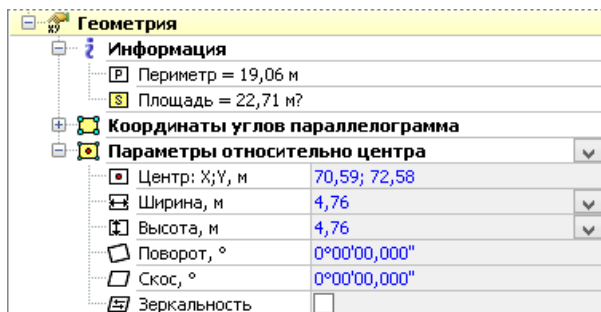 Геометрия
Информация
P Периметр = 19,06 м
S Площадь = 22,71 м?
Координаты углов параллелограмма
Параметры относительно центра
Центр: X;Y, м 70,59; 72,58
Ширина, м 4,76
Высота, м 4,76
Поворот, ° 0°00'00,000"
Скос, ° 0°00'00,000"
Зеркальность